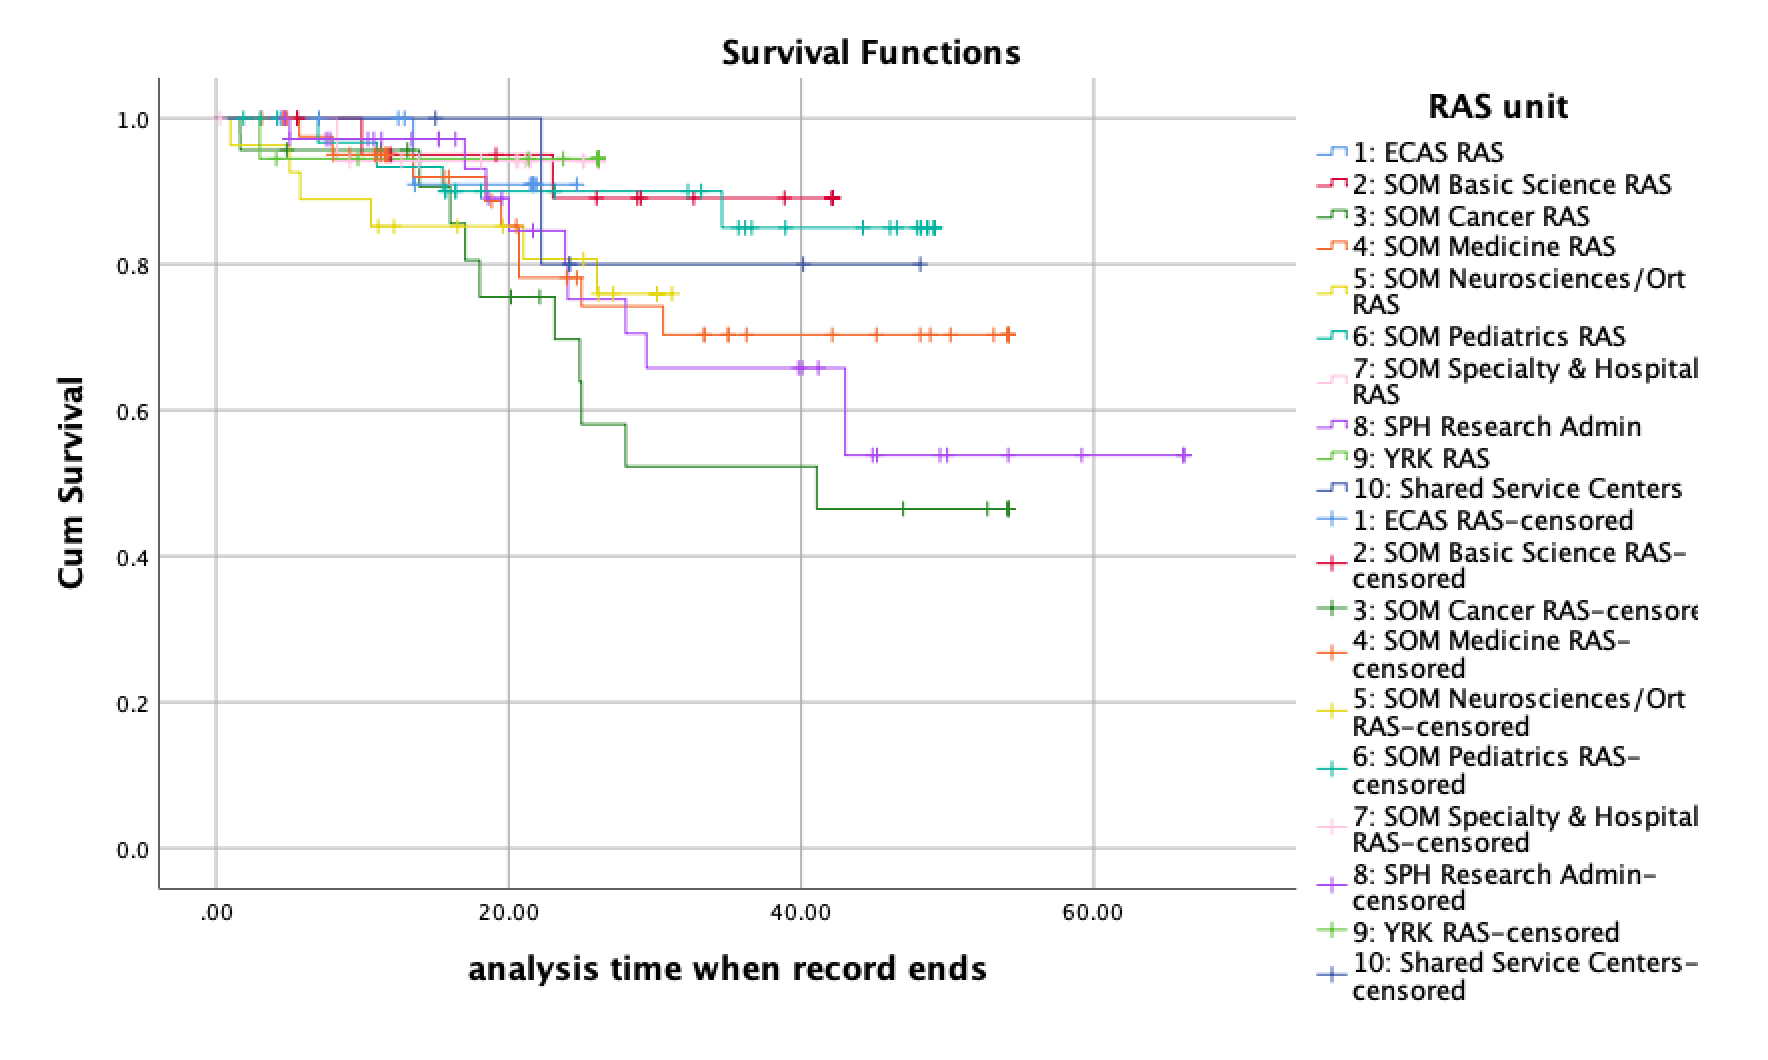 Survival Functions
1.0
0.8
0.6
0.4
0.2
0.0
Cum Survival
.00 20.00 40.00 60.00
analysis time when record ends
RAS unit
1: ECAS RAS
2: SOM Basic Science RAS
3: SOM Cancer RAS
4: SOM Medicine RAS
5: SOM Neurosciences/Ort
RAS
6: SOM Pediatrics RAS
7: SOM Specialty & Hospital
RAS
8: SPH Research Admin
9: YRK RAS
10: Shared Service Centers
1: ECAS RAS-censored
2: SOM Basic Science RAS-
censored
3: SOM Cancer RAS-censore
4: SOM Medicine RAS-
censored
5: SOM Neurosciences/Ort
RAS-censored
6: SOM Pediatrics RAS-
censored
7: SOM Specialty & Hospital
RAS-censored
8: SPH Research Admin-
censored
9: YRK RAS-censored
10: Shared Service Centers-
censored